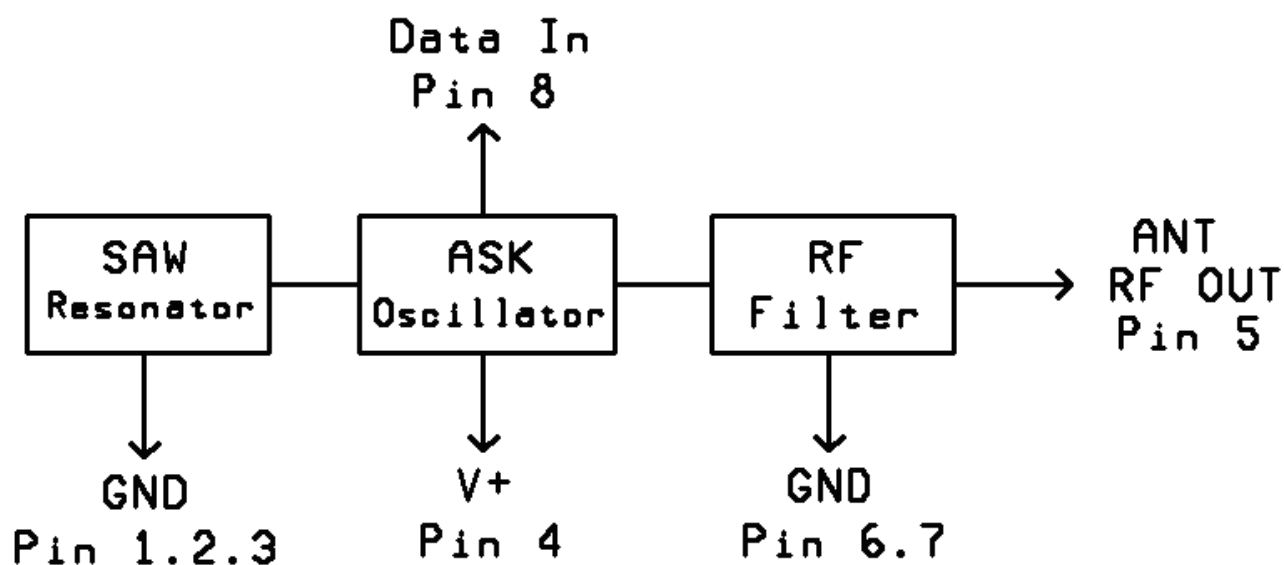 Data In
Pin 8
SAW
Resonator
ASK
Oscillator
RF
Filter
ANT
RF OUT
Pin 5
GND
Pin 1.2.3
V+
Pin 4
GND
Pin 6.7